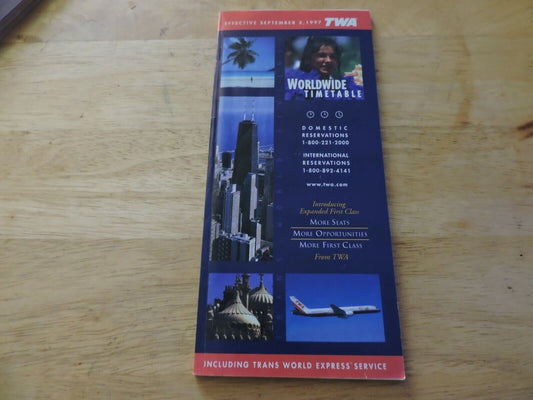 EFFECTIVE SEPTEMBER 2, 1997 TWA
WORLDWIDE
TIMETABLE
DOMESTIC
RESERVATIONS
1-800-221-2000
INTERNATIONAL
RESERVATIONS
1-800-892-4141
www.twa.com
Introducing
Expanded First Class
MORE SEATS
MORE OPPORTUNITIES
MORE FIRST CLASS
From TWA
INCLUDING TRANS WORLD EXPRESS SERVICE